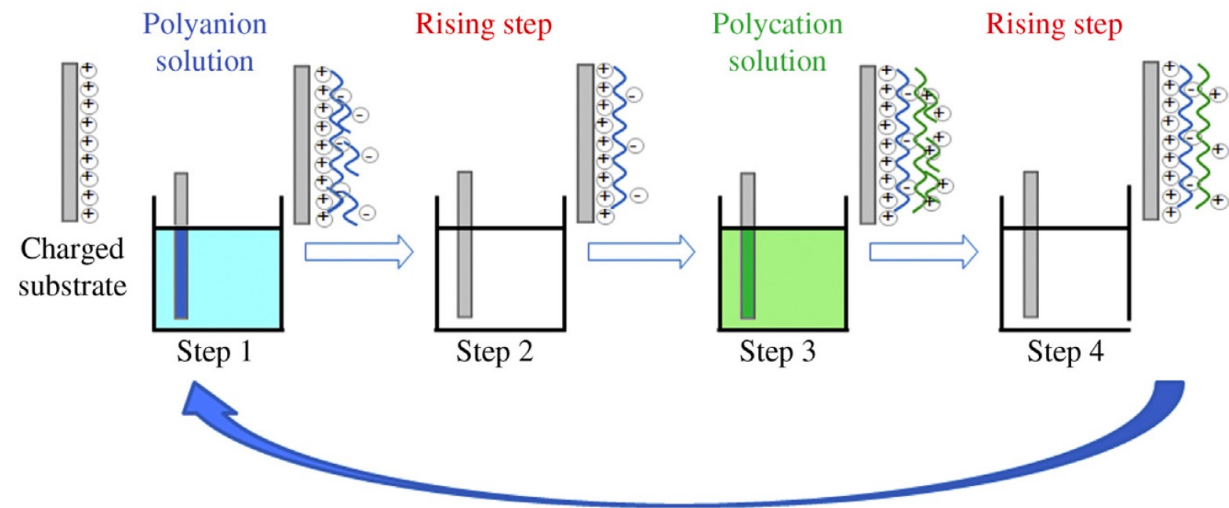 Polyanion
solution
Rising step
Polycation
solution
Rising step
Charged
substrate
Step 1
Step 2
Step 3
Step 4